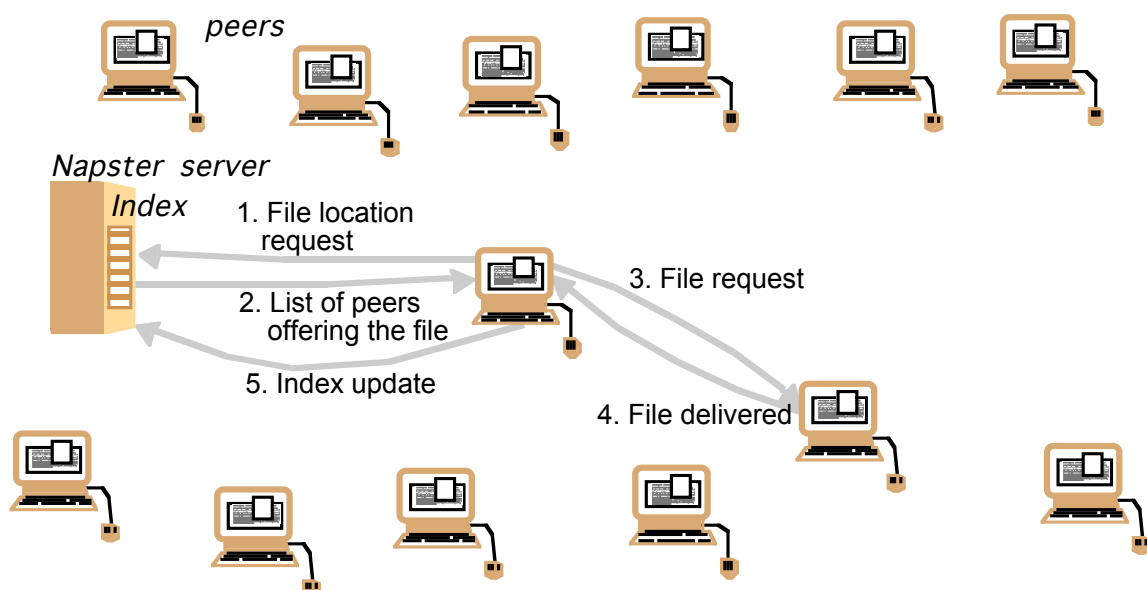 peers
Napster server
Index
1. File location
request
2. List of peers
offering the file
3. File request
4. File delivered
5. Index update